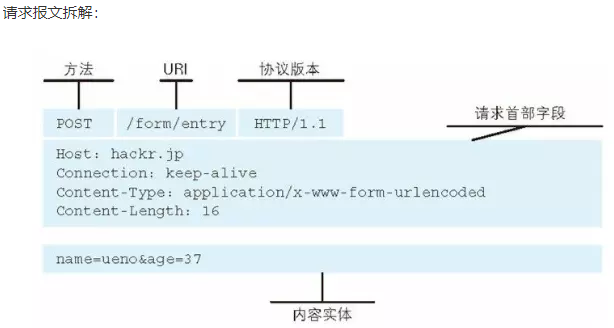 请求报文拆解：
方法 URI 协议版本
请求首部字段
POST /form/entry HTTP/1.1
Host: hackr.jp
Connection: keep-alive
Content-Type: application/x-www-form-urlencoded
Content-Length: 16
name=ueno&age=37
内容实体